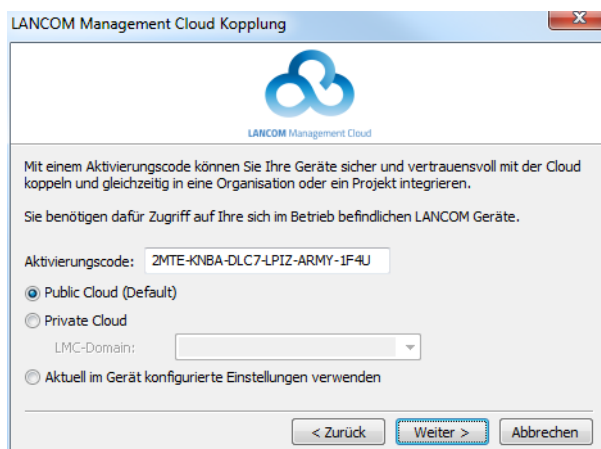 LANCOM Management Cloud Kopplung
LANCOM Management Cloud
Mit einem Aktivierungscode können Sie Ihre Geräte sicher und vertrauensvoll mit der Cloud
koppeln und gleichzeitig in eine Organisation oder ein Projekt integrieren.
Sie benötigen dafür Zugriff auf Ihre sich im Betrieb befindlichen LANCOM Geräte.
Aktivierungscode: 2MTE-KNBA-DLC7-LPIZ-ARMY-1F4U
Public Cloud (Default)
Private Cloud
LMC-Domain:
Aktuell im Gerät konfigurierte Einstellungen verwenden
< Zurück Weiter > Abbrechen